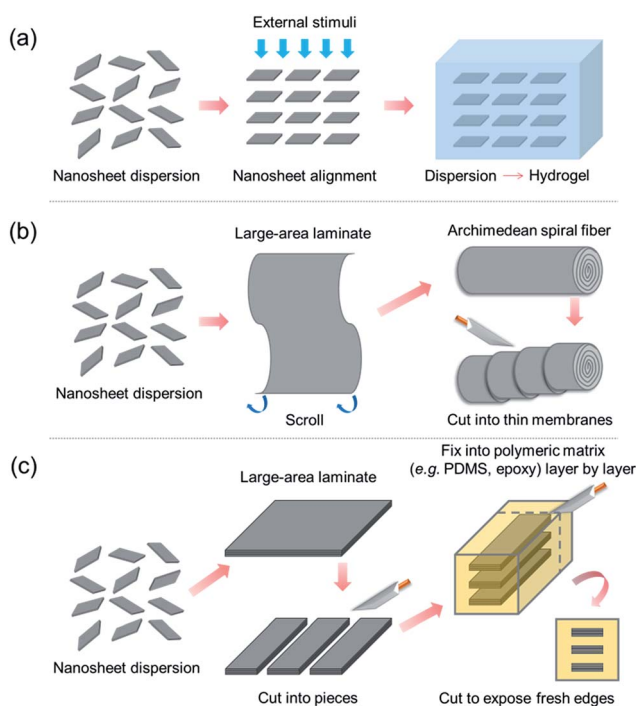 (a)
External stimuli
Nanosheet dispersion
Nanosheet alignment
Dispersion → Hydrogel
(b)
Large-area laminate
Archimedean spiral fiber
Nanosheet dispersion
Scroll
Cut into thin membranes
(c)
Fix into polymeric matrix
(e.g. PDMS, epoxy) layer by layer
Large-area laminate
Nanosheet dispersion
Cut into pieces
Cut to expose fresh edges